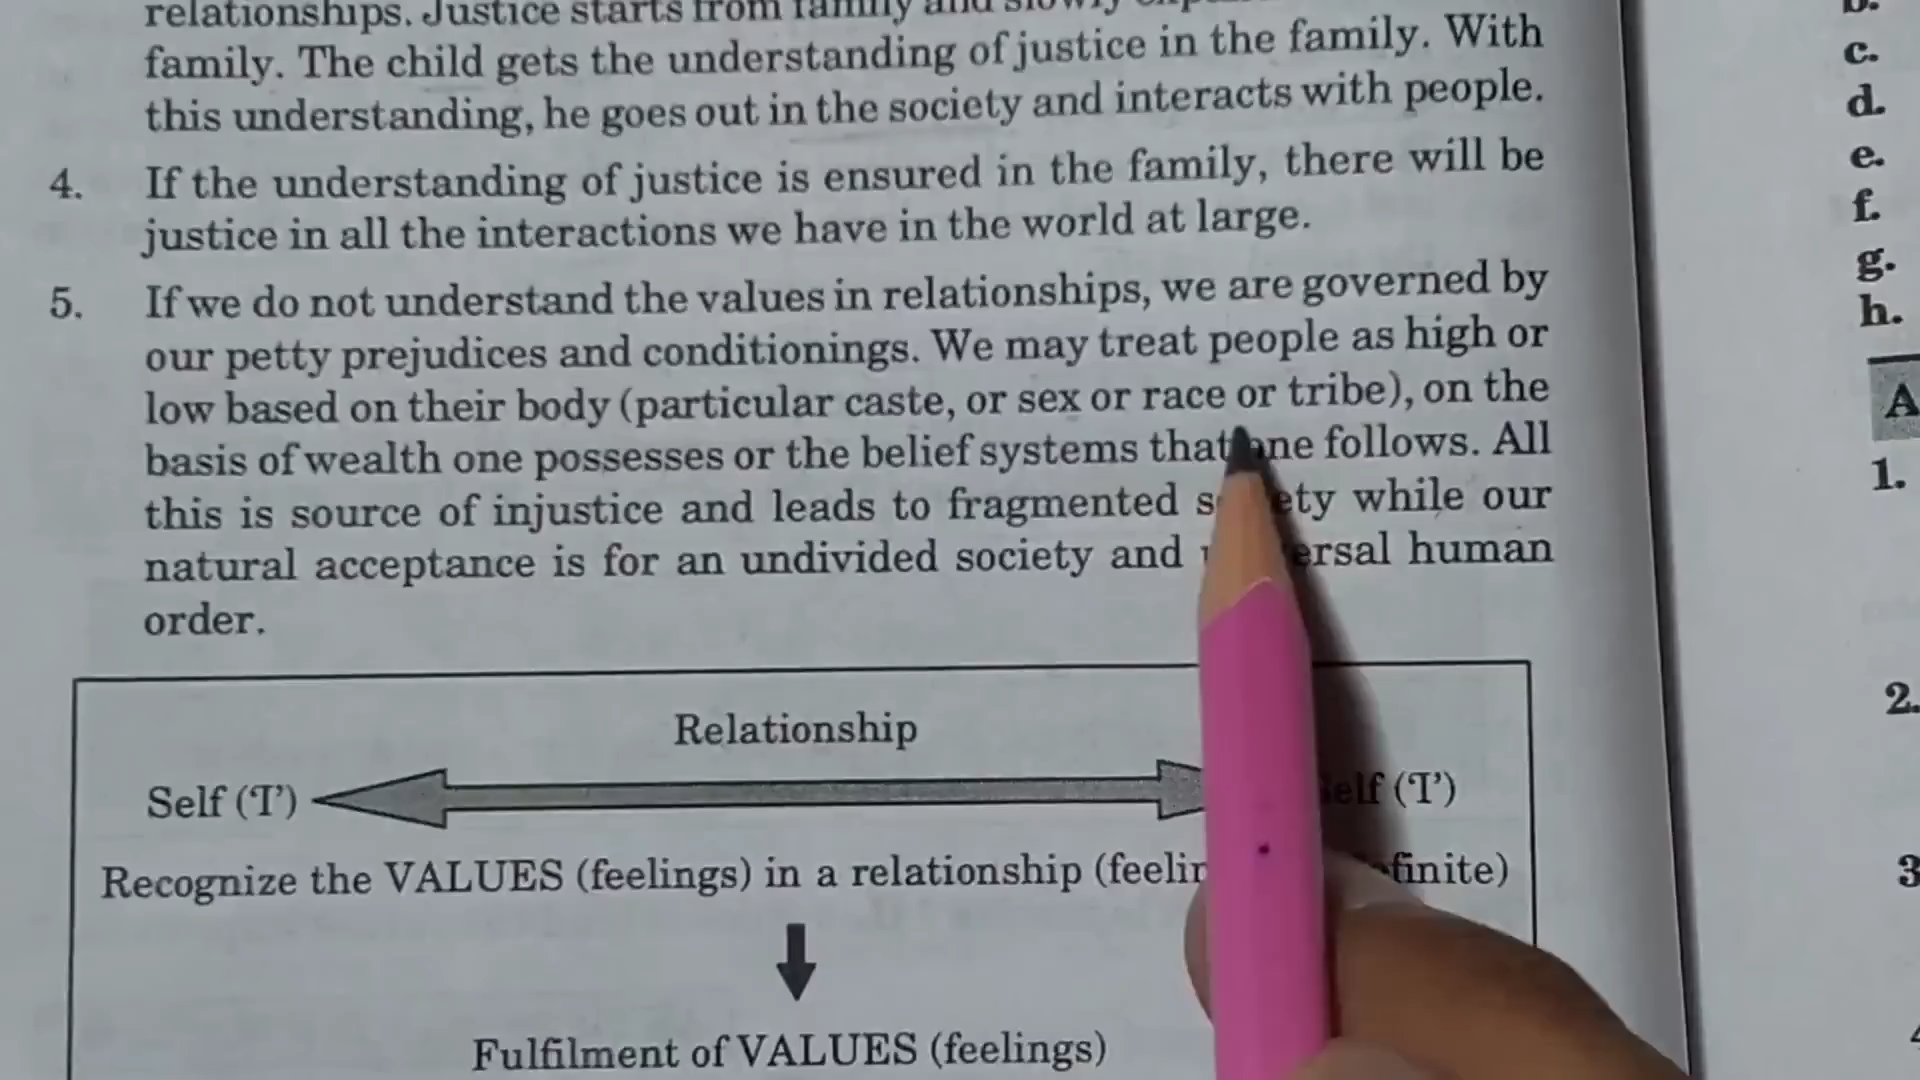 relationships. Justice starts from family and slowly
family. The child gets the understanding of justice in the family. With
this understanding, he goes out in the society and interacts with people.
4. If the understanding of justice is ensured in the family, there will be
justice in all the interactions we have in the world at large.
5. If we do not understand the values in relationships, we are governed by
our petty prejudices and conditionings. We may treat people as high or
low based on their body (particular caste, or sex or race or tribe), on the
basis of wealth one possesses or the belief systems that one follows. All
this is source of injustice and leads to fragmented while our
natural acceptance is for an undivided society and human
order.
Relationship
Self ('I') Self ('I')
Recognize the VALUES (feelings) in a relationship
Fulfilment of VALUES (feelings)
c.
d.
e.
f.
g.
h.
A
1.
2.
3